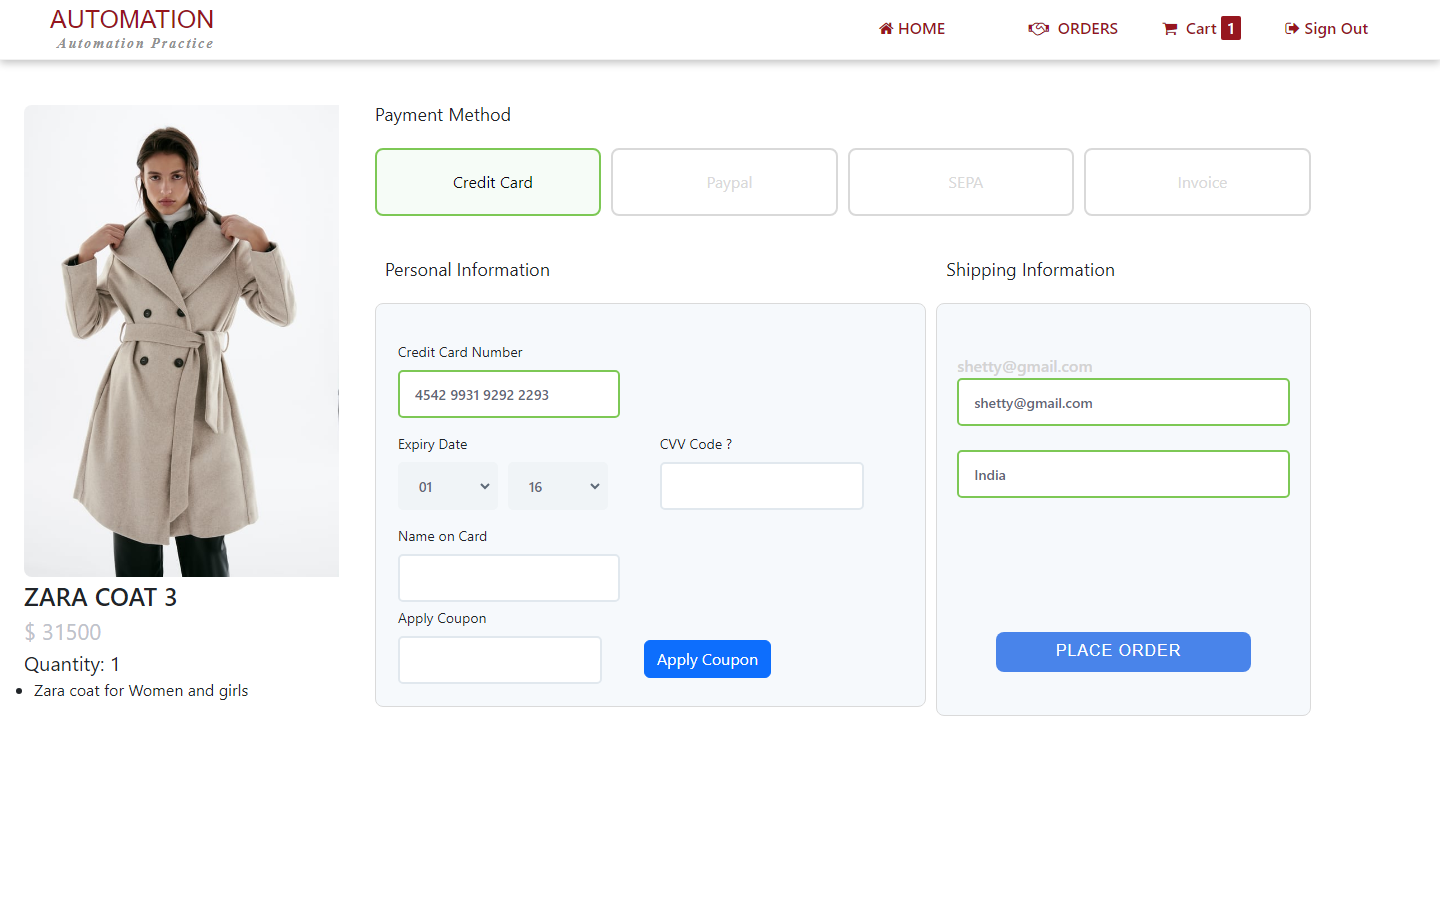 AUTOMATION
Automation Practice
HOME
ORDERS
Cart 1
Sign Out
Payment Method
Credit Card
Paypal
SEPA
Invoice
Personal Information
Credit Card Number
4542 9931 9292 2293
Expiry Date
CVV Code ?
01
16
Name on Card
Apply Coupon
Apply Coupon
Shipping Information
shetty@gmail.com
shetty@gmail.com
India
PLACE ORDER
ZARA COAT 3
$ 31500
Quantity: 1
Zara coat for Women and girls